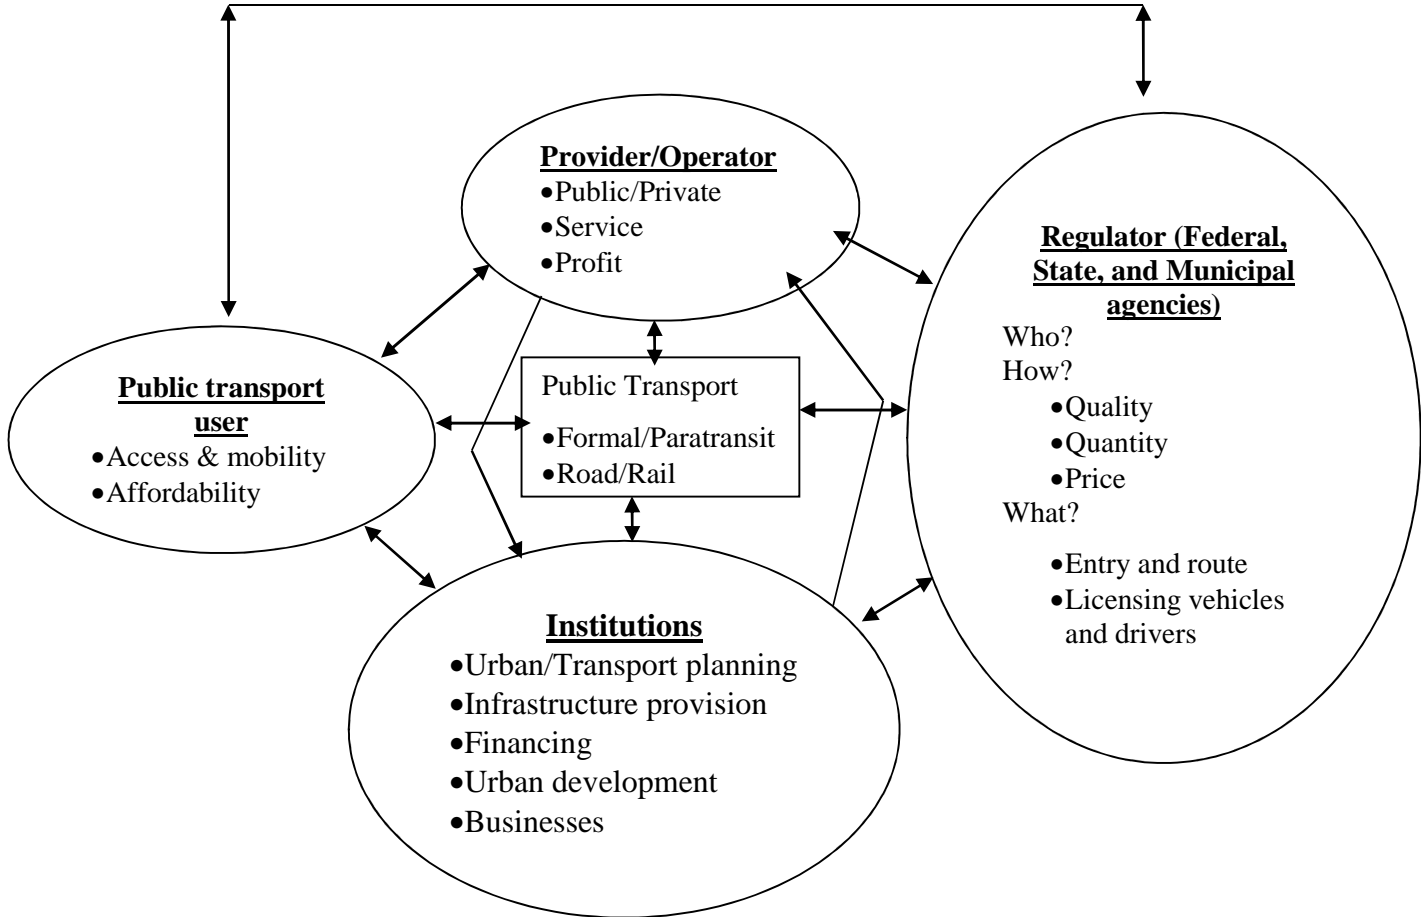 Provider/Operator
•Public/Private
•Service
•Profit
Regulator (Federal,
State, and Municipal
agencies)
Who?
How?
•Quality
•Quantity
•Price
What?
•Entry and route
•Licensing vehicles
and drivers
Public transport
user
•Access & mobility
•Affordability
Public Transport
•Formal/Paratransit
•Road/Rail
Institutions
•Urban/Transport planning
•Infrastructure provision
•Financing
•Urban development
•Businesses